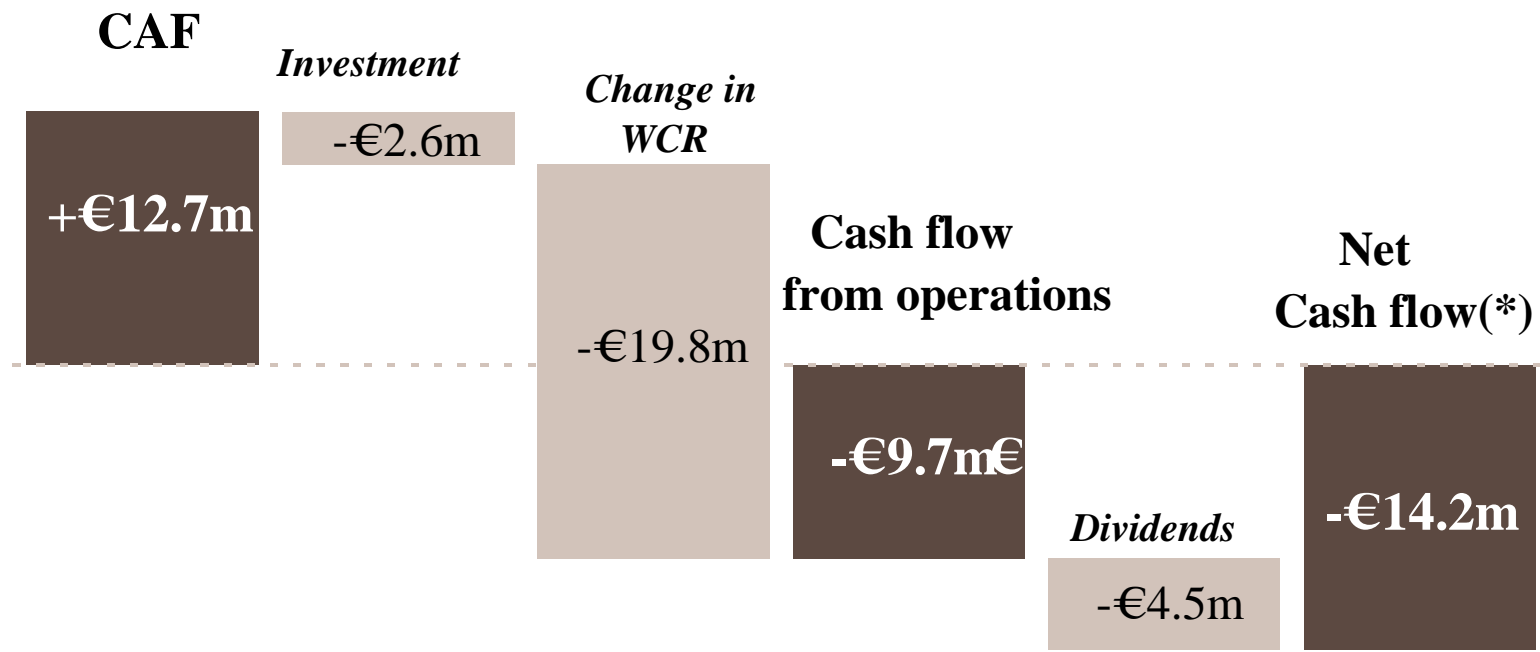 CAF
Investment
Change in
WCR
-€2.6m
+€12.7m
Cash flow
from operations
Net
Cash flow(*)
-€19.8m
-€9.7m€
Dividends
-€14.2m
-€4.5m